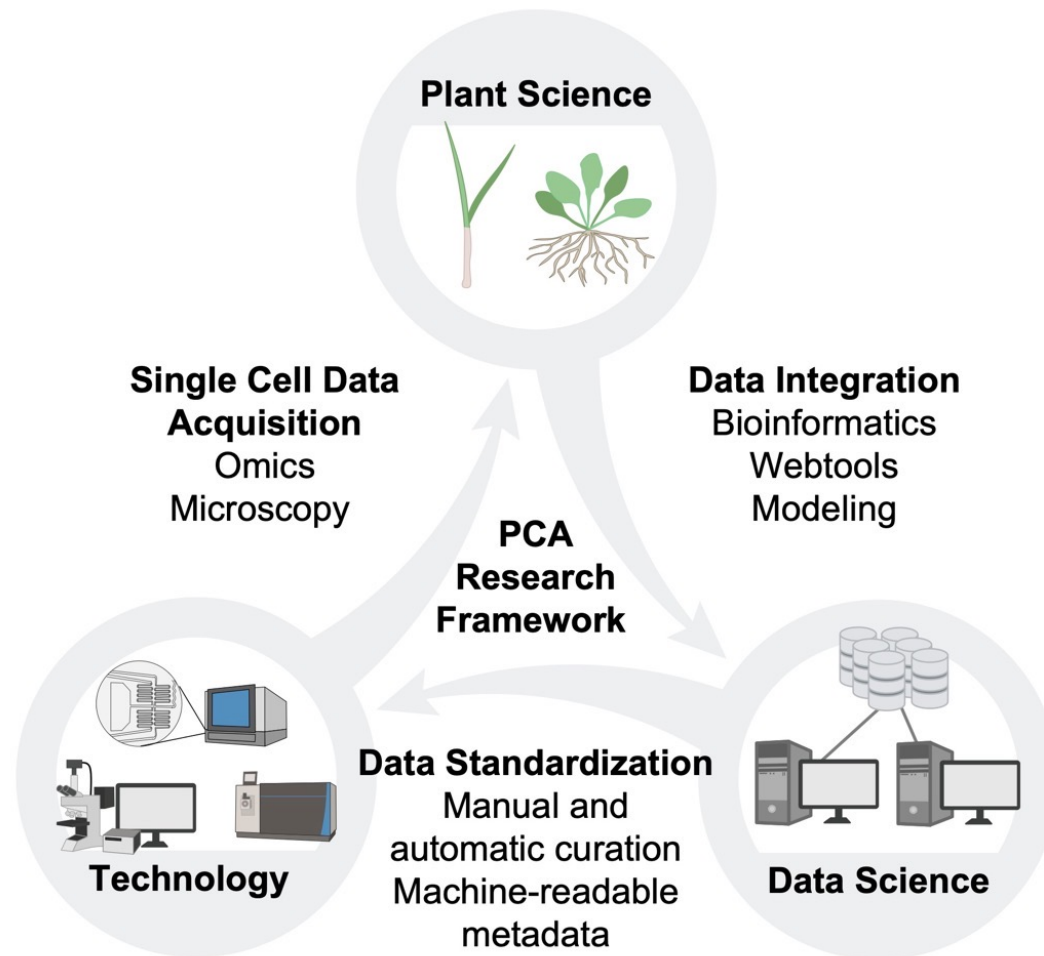 Plant Science
Single Cell Data
Acquisition
Omics
Microscopy
Data Integration
Bioinformatics
Webtools
Modeling
PCA
Research
Framework
Technology
Data Standardization
Manual and
automatic curation
Machine-readable
metadata
Data Science